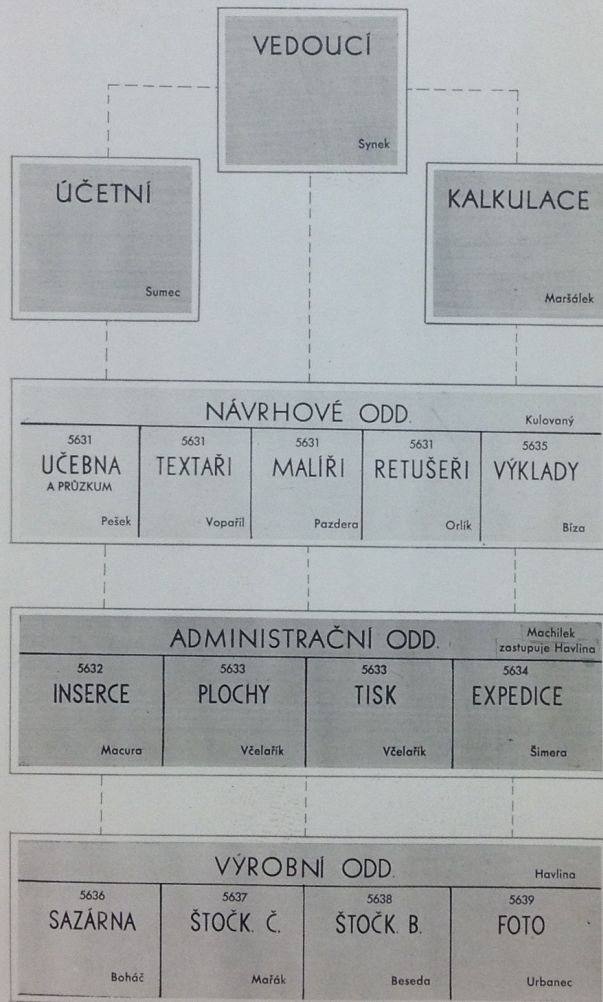 VEDOUCÍ
Synek
ÚČETNÍ
Sumec
KALKULACE
Maršálek
NÁVRHOVÉ ODD.
Kulovaný
5631
UČEBNA
A PRŮZKUM
Pešek
5631
TEXTAŘI
Vopařil
5631
MALÍŘI
Pazdera
5631
RETUŠEŘI
Orlík
5635
VÝKLADY
Bíza
ADMINISTRAČNÍ ODD.
Machilek
zastupuje Havlina
5632
INSERCE
Macura
5633
PLOCHY
Včelařík
5633
TISK
Včelařík
5634
EXPEDICE
Šimera
VÝROBNÍ ODD.
Havlina
5636
SAZÁRNA
Boháč
5637
ŠTOČK. Č.
Mařák
5638
ŠTOČK. B.
Beseda
5639
FOTO
Urbanec